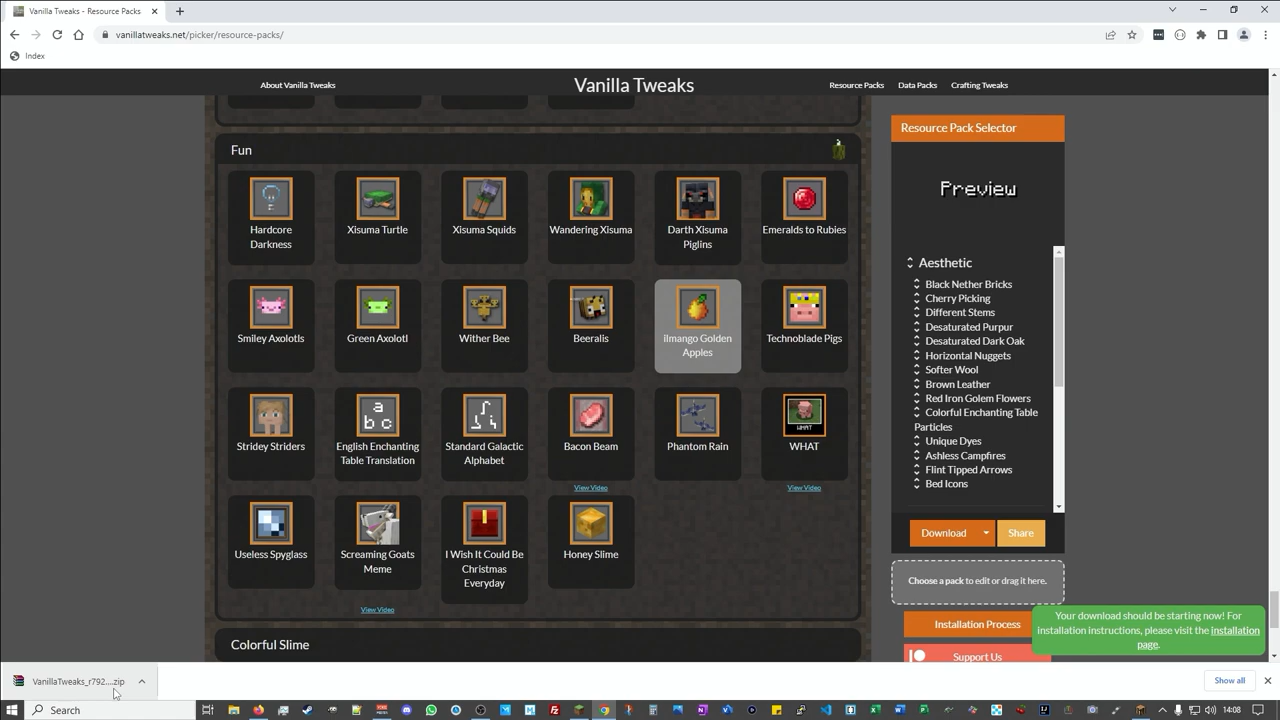 Vanilla Tweaks - Resource Packs
vanillatweaks.net/picker/resource-packs/
Index
About Vanilla Tweaks
Vanilla Tweaks
Resource Packs
Data Packs
Crafting Tweaks
Fun
Hardcore
Darkness
Xisuma Turtle
Xisuma Squids
Wandering Xisuma
Darth Xisuma
Piglins
Emeralds to Rubies
Smiley Axolotls
Green Axolotl
Wither Bee
Beeralis
ilmango Golden
Apples
Technoblade Pigs
Stridey Striders
a
b c
English Enchanting
Table Translation
Standard Galactic
Alphabet
Bacon Beam
View Video
Phantom Rain
WHAT
WHAT
View Video
Useless Spyglass
Screaming Goats
Meme
View Video
I Wish It Could Be
Christmas
Everyday
Honey Slime
Colorful Slime
Resource Pack Selector
Preview
Aesthetic
Black Nether Bricks
Cherry Picking
Different Stems
Desaturated Purpur
Desaturated Dark Oak
Horizontal Nuggets
Softer Wool
Brown Leather
Red Iron Golem Flowers
Colorful Enchanting Table
Particles
Unique Dyes
Ashless Campfires
Flint Tipped Arrows
Bed Icons
Download
Share
Choose a pack to edit or drag it here.
Installation Process
Support Us
Your download should be starting now! For
installation instructions, please visit the installation
page.
VanillaTweaks_r792....zip
Show all
Search
14:08